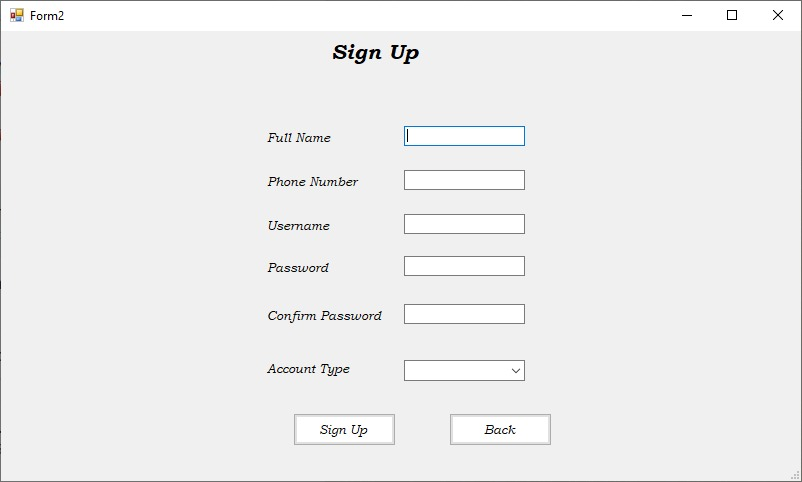 Form2
Sign Up
Full Name
Phone Number
Username
Password
Confirm Password
Account Type
Sign Up Back